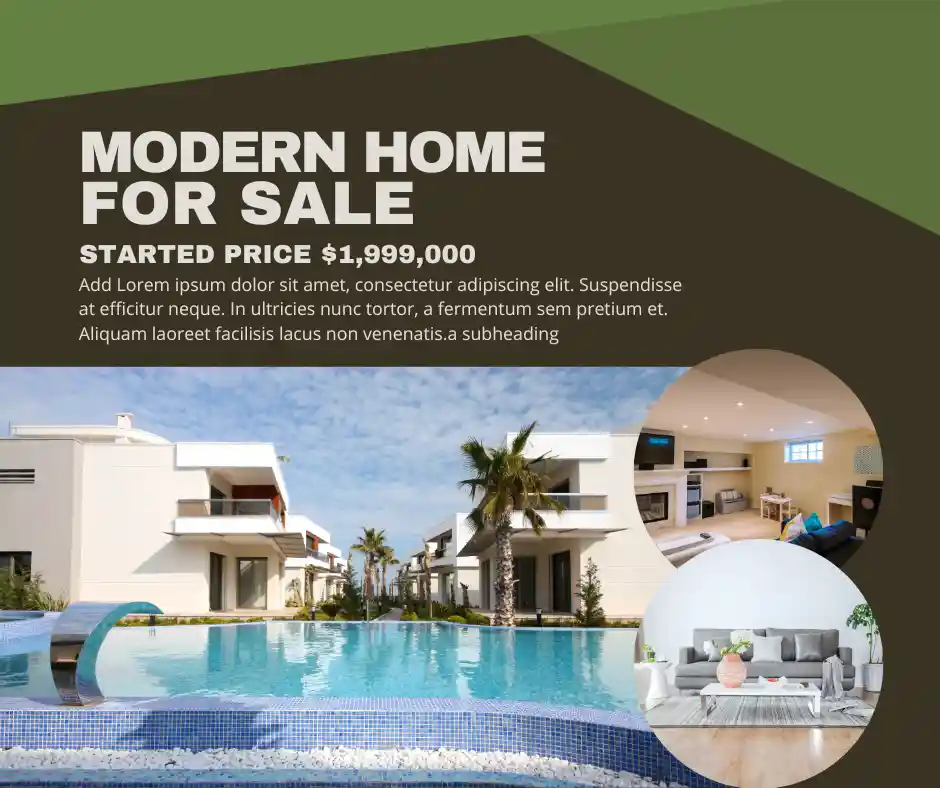 MODERN HOME
FOR SALE
STARTED PRICE $1,999,000
Add Lorem ipsum dolor sit amet, consectetur adipiscing elit. Suspendisse
at efficitur neque. In ultricies nunc tortor, a fermentum sem pretium et.
Aliquam laoreet facilisis lacus non venenatis.a subheading